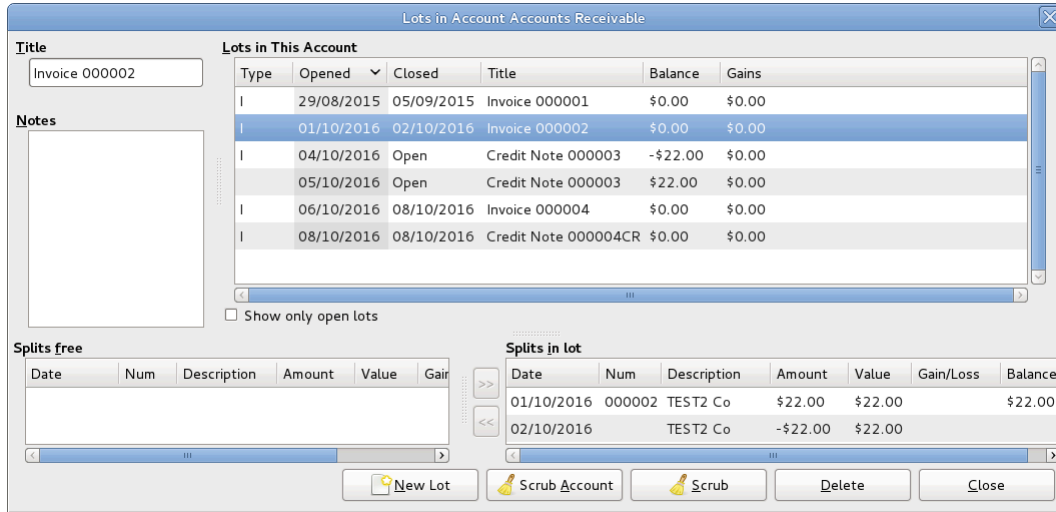 Lots in Account Accounts Receivable
Title
Invoice 000002
Notes
Lots in This Account
Type Opened Closed Title Balance Gains
I 29/08/2015 05/09/2015 Invoice 000001 $0.00 $0.00
I 01/10/2016 02/10/2016 Invoice 000002 $0.00 $0.00
I 04/10/2016 Open Credit Note 000003 -$22.00 $0.00
05/10/2016 Open Credit Note 000003 $22.00 $0.00
I 06/10/2016 08/10/2016 Invoice 000004 $0.00 $0.00
I 08/10/2016 08/10/2016 Credit Note 000004CR $0.00 $0.00
Show only open lots
Splits free
Date Num Description Amount Value Gair
>>
<<
Splits in lot
Date Num Description Amount Value Gain/Loss Balance
01/10/2016 000002 TEST2 Co $22.00 $22.00 $22.00
02/10/2016 TEST2 Co -$22.00 $22.00
New Lot Scrub Account Scrub Delete Close